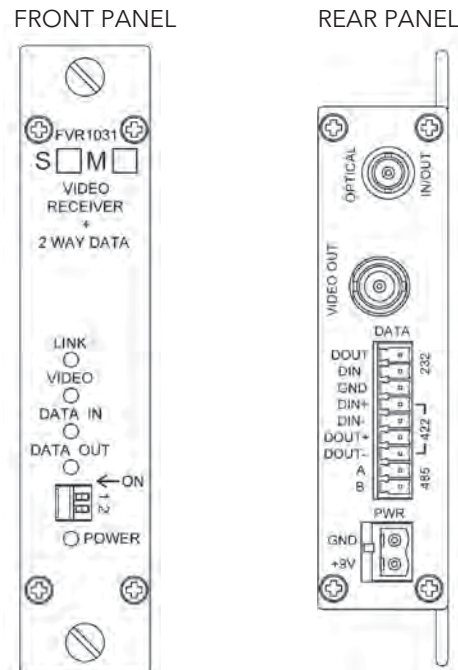 FRONT PANEL
FVR1031
S M
VIDEO
RECEIVER
+
2 WAY DATA
LINK
VIDEO
DATA IN
DATA OUT
ON
1 2
POWER
REAR PANEL
OPTICAL
IN/OUT
VIDEO OUT
DATA
DOUT
DIN
GND
232
DIN+
DIN-
DOUT+
DOUT-
422
A
B
485
PWR
GND